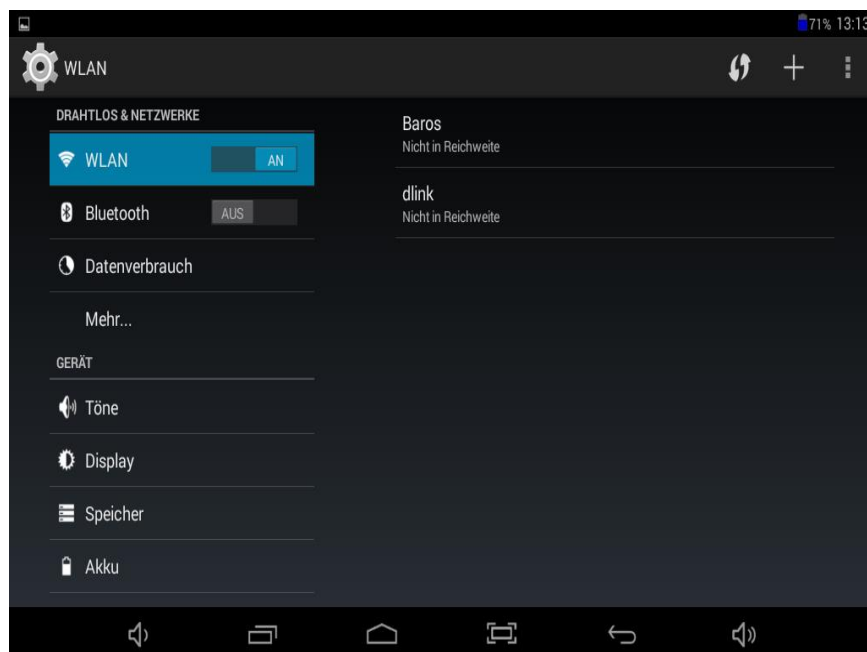 71% 13:13
WLAN
DRAHTLOS & NETZWERKE
WLAN AN
Bluetooth AUS
Datenverbrauch
Mehr...
GERÄT
Töne
Display
Speicher
Akku
Baros
Nicht in Reichweite
dlink
Nicht in Reichweite